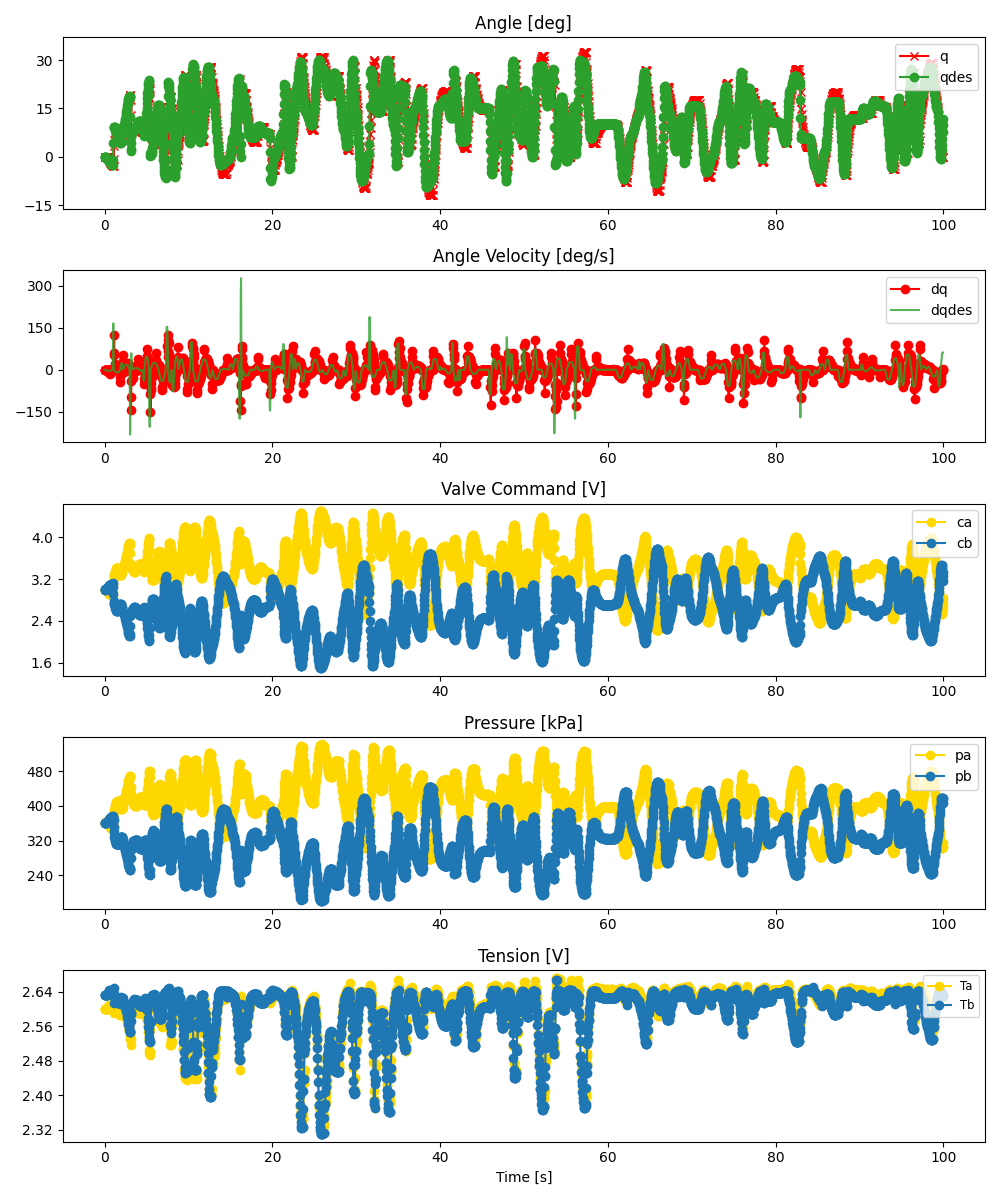 Angle [deg]
30
15
0
−15
q
qdes
0 20 40 60 80 100
Angle Velocity [deg/s]
300
150
0
−150
dq
dqdes
0 20 40 60 80 100
Valve Command [V]
4.0
3.2
2.4
1.6
ca
cb
0 20 40 60 80 100
Pressure [kPa]
480
400
320
240
pa
pb
0 20 40 60 80 100
Tension [V]
2.64
2.56
2.48
2.40
2.32
Ta
Tb
0 20 40 60 80 100
Time [s]